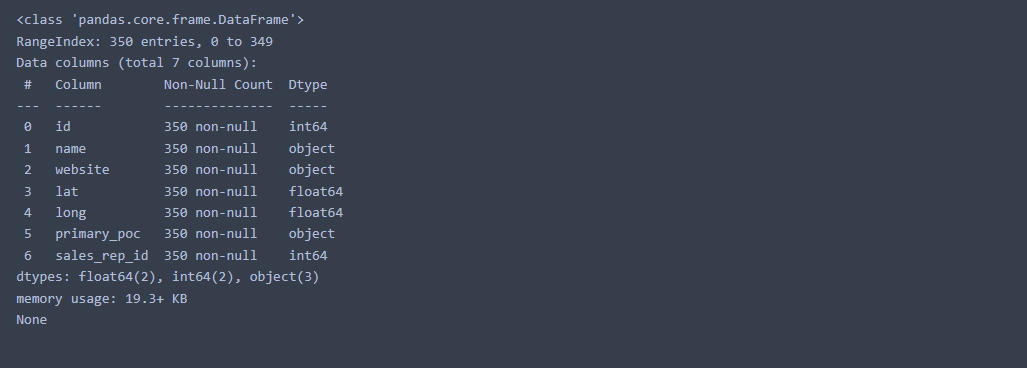 <class 'pandas.core.frame.DataFrame'>
RangeIndex: 350 entries, 0 to 349
Data columns (total 7 columns):
 #   Column        Non-Null Count  Dtype
---  ------        --------------  -----
 0   id            350 non-null    int64
 1   name          350 non-null    object
 2   website       350 non-null    object
 3   lat           350 non-null    float64
 4   long          350 non-null    float64
 5   primary_poc   350 non-null    object
 6   sales_rep_id  350 non-null    int64
dtypes: float64(2), int64(2), object(3)
memory usage: 19.3+ KB
None